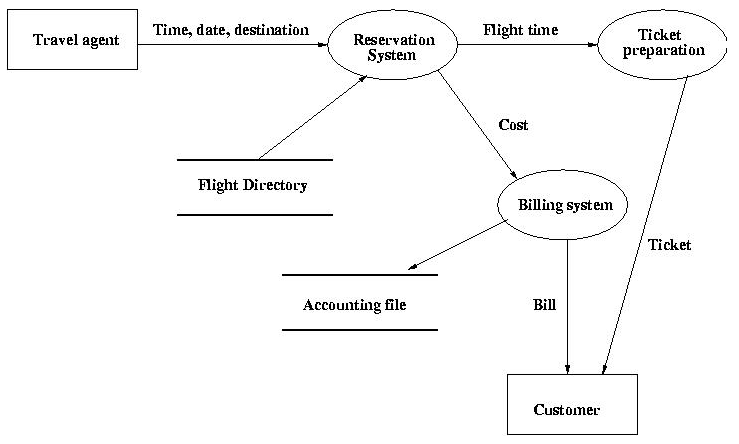 Travel agent
Time, date, destination
Reservation
System
Flight time
Ticket
preparation
Cost
Flight Directory
Billing system
Ticket
Accounting file
Bill
Customer